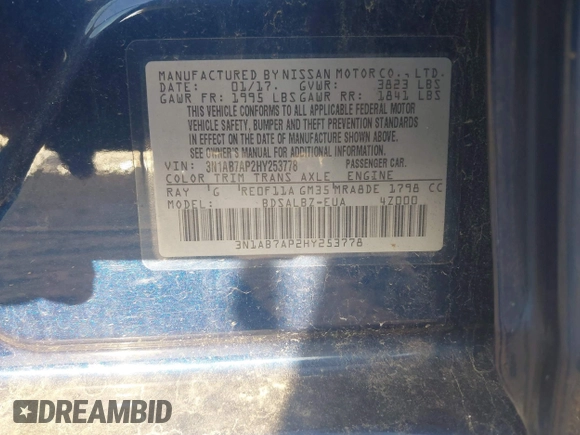 MANUFACTURED BY NISSAN MOTOR CO., LTD.
DATE: 01/17. GVWR: 3823 LBS
GAWR FR: 1995 LBS GAWR RR: 1841 LBS
THIS VEHICLE CONFORMS TO ALL APPLICABLE FEDERAL MOTOR
VEHICLE SAFETY, BUMPER AND THEFT PREVENTION STANDARDS
IN EFFECT ON THE DATE OF MANUFACTURE SHOWN ABOVE.
SEE OWNER'S MANUAL FOR ADDITIONAL INFORMATION.
VIN: 3N1AB7AP2HY253778 PASSENGER CAR.
COLOR TRIM TRANS AXLE ENGINE
RAY G RE0F11A GM35 MRA8DE 1798 CC
MODEL: BDSALBZ-EUA 4Z000
3N1AB7AP2HY253778
DREAMBID